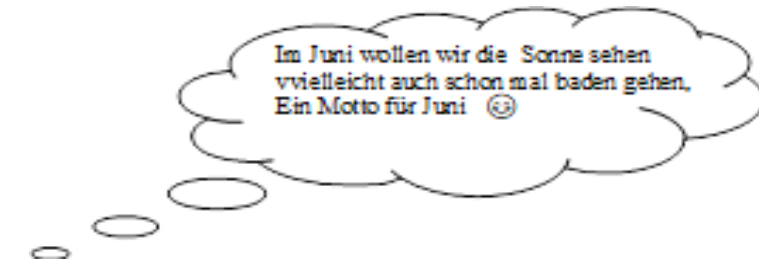 Im Juni wollen wir die Sonne sehen
vvielleicht auch schon mal baden gehen,
Ein Motto für Juni ☺